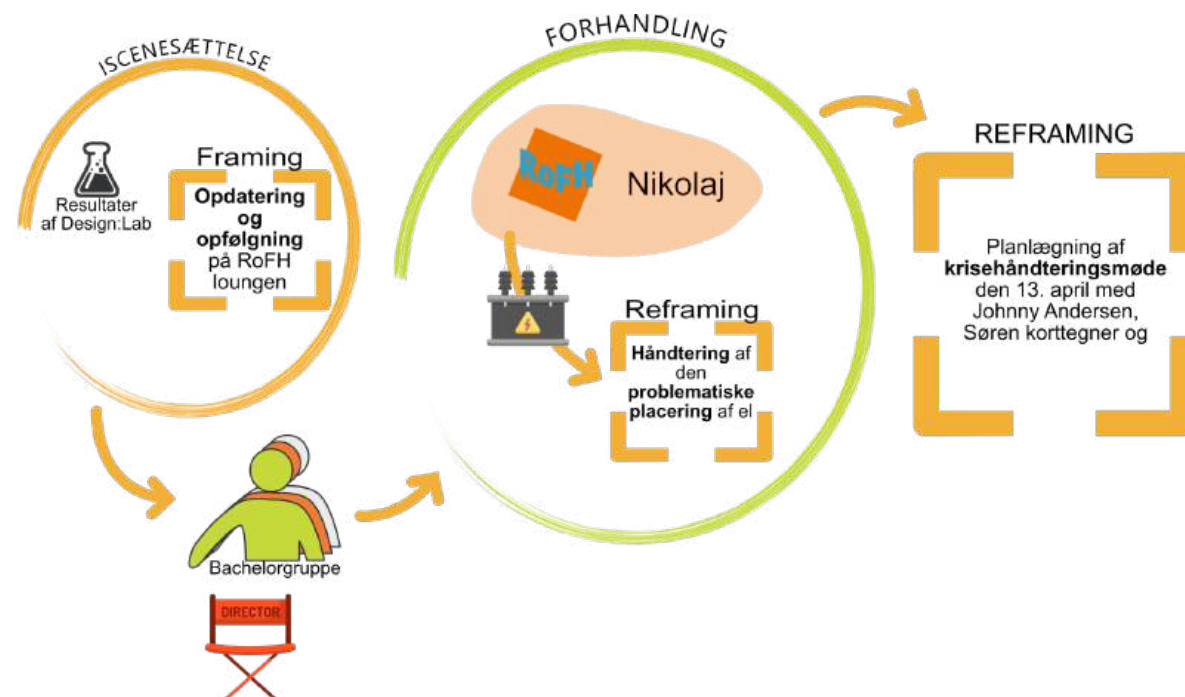 ISCENESÆTTELSE
Resultater
af Design:Lab
Framing
Opdatering
og
opfølgning
på RoFH
loungen
Bachelorgruppe
DIRECTOR
FORHANDLING
RoFH
Nikolaj
Reframing
Håndtering af
den
problematiske
placering af el
REFRAMING
Planlægning af
krisehåndteringsmøde
den 13. april med
Johnny Andersen,
Søren korttegner og